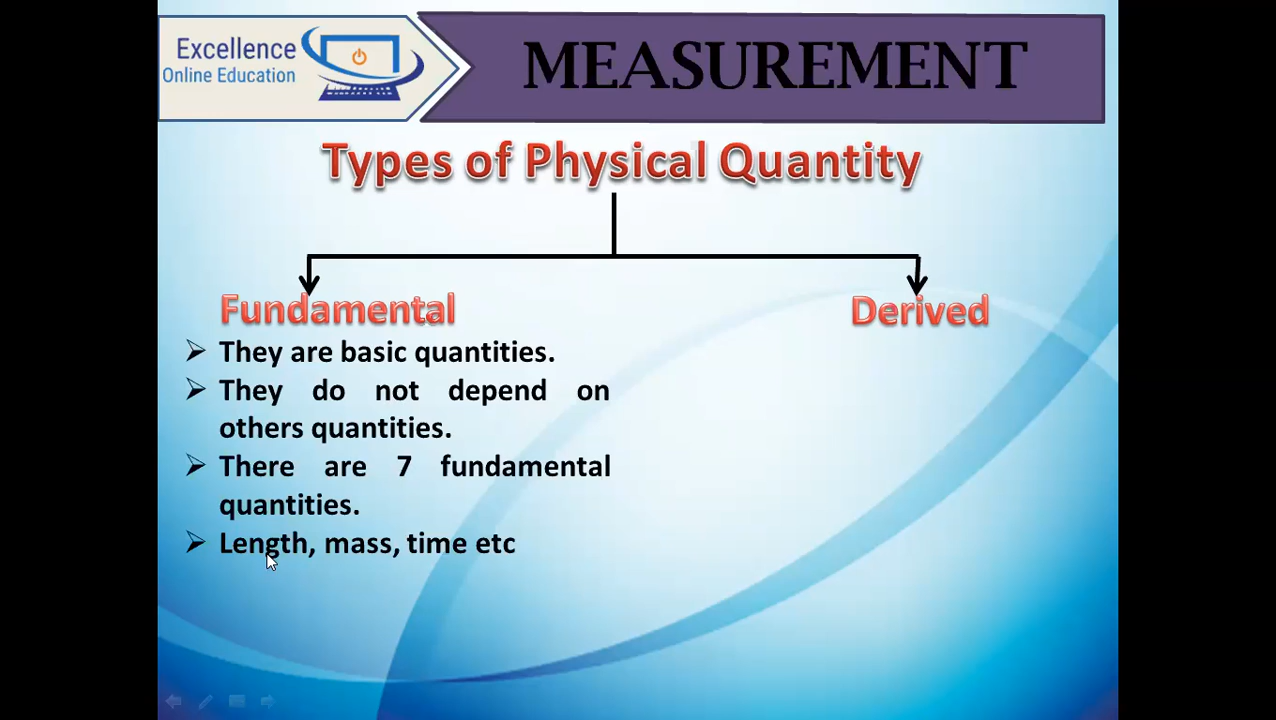 Excellence
Online Education
MEASUREMENT
Types of Physical Quantity
Fundamental
Derived
They are basic quantities.
They do not depend on
others quantities.
There are 7 fundamental
quantities.
Length, mass, time etc